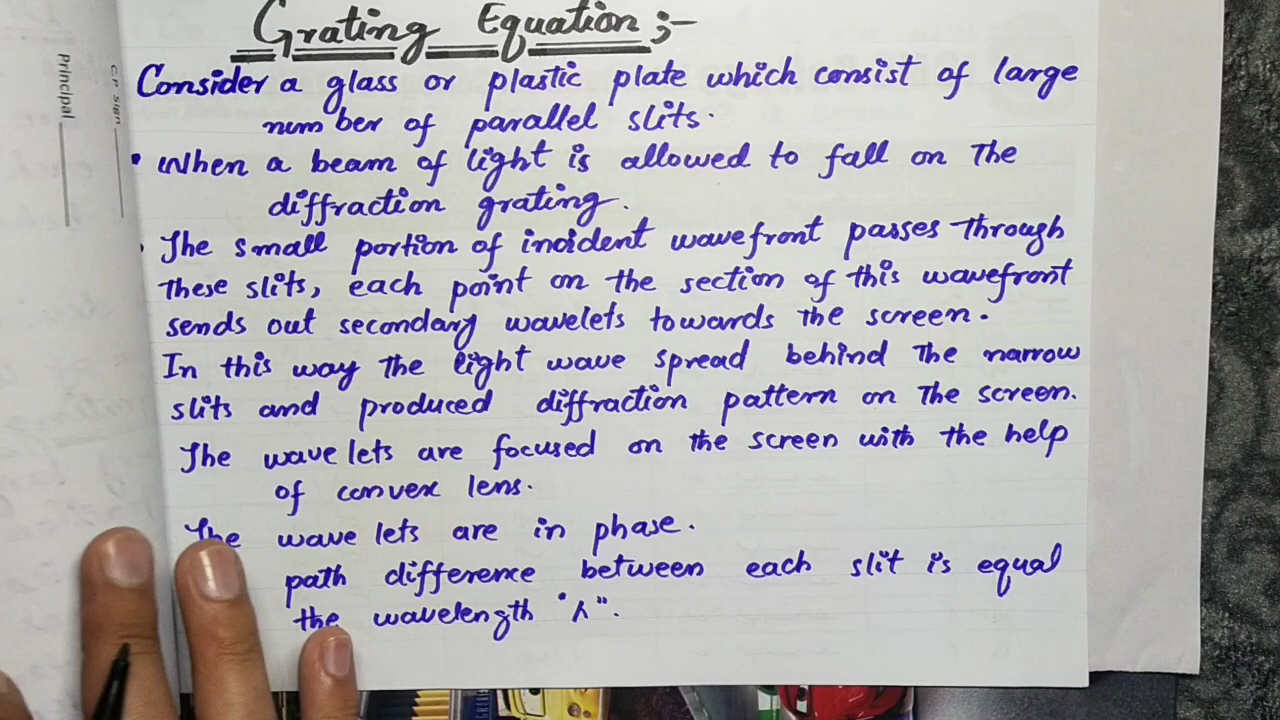 Principal
C.P Sign
Grating Equation ;-
Consider a glass or plastic plate which consist of large
number of parallel slits.
• When a beam of light is allowed to fall on The
diffraction grating.
• The small portion of incident wavefront passes Through
These slits, each point on the section of this wavefront
sends out secondary wavelets towards the screen.
In this way The light wave spread behind The narrow
slits and produced diffraction pattern on The screen.
The wavelets are focused on the screen with the help
of convex lens.
The wavelets are in phase.
path difference between each slit is equal
the wavelength "λ".